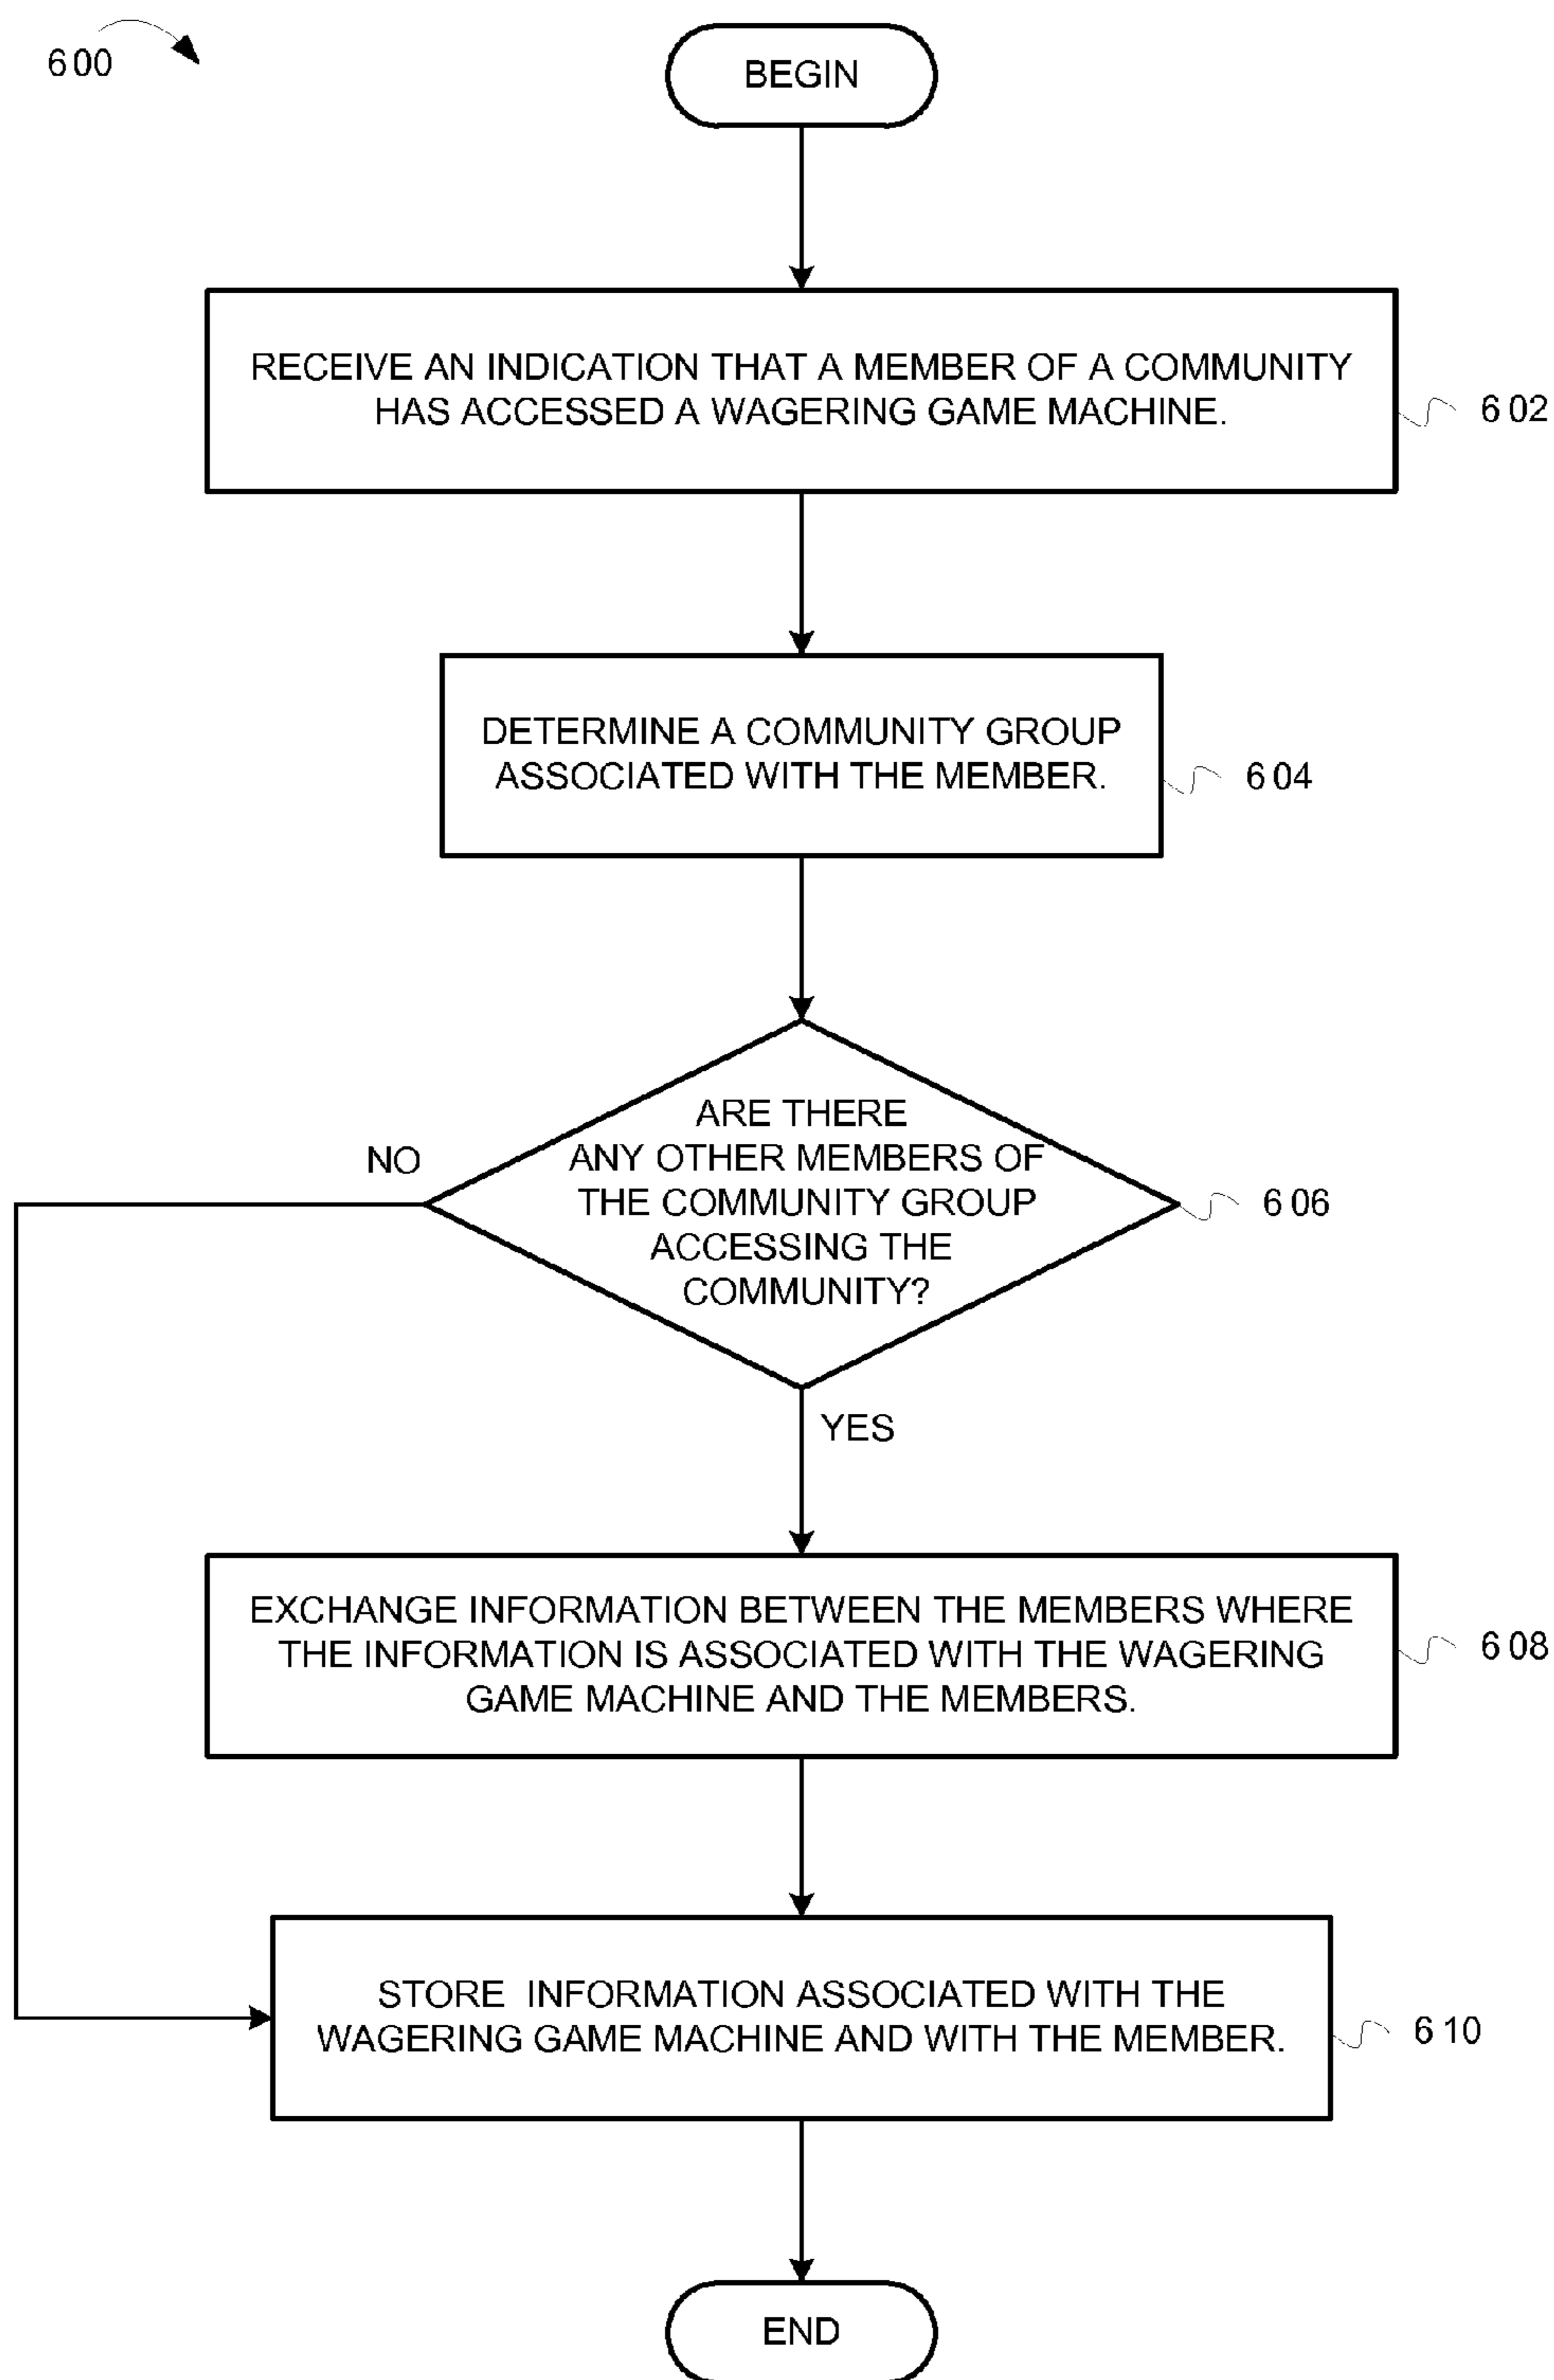 600
BEGIN
RECEIVE AN INDICATION THAT A MEMBER OF A COMMUNITY
HAS ACCESSED A WAGERING GAME MACHINE.
602
DETERMINE A COMMUNITY GROUP
ASSOCIATED WITH THE MEMBER.
604
ARE THERE
ANY OTHER MEMBERS OF
THE COMMUNITY GROUP
ACCESSING THE
COMMUNITY?
NO
606
YES
EXCHANGE INFORMATION BETWEEN THE MEMBERS WHERE
THE INFORMATION IS ASSOCIATED WITH THE WAGERING
GAME MACHINE AND THE MEMBERS.
608
STORE INFORMATION ASSOCIATED WITH THE
WAGERING GAME MACHINE AND WITH THE MEMBER.
610
END